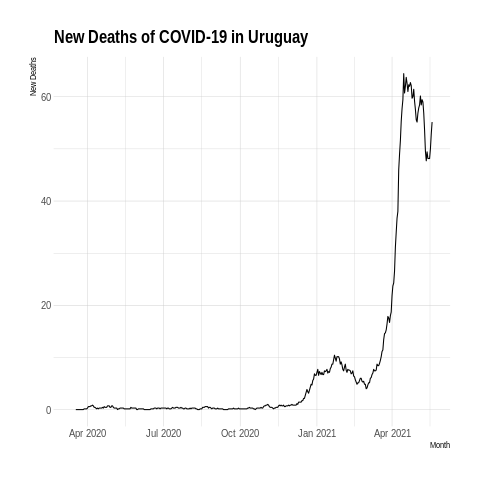 New Deaths of COVID-19 in Uruguay
New Deaths
60
40
20
0
Apr 2020 Jul 2020 Oct 2020 Jan 2021 Apr 2021
Month